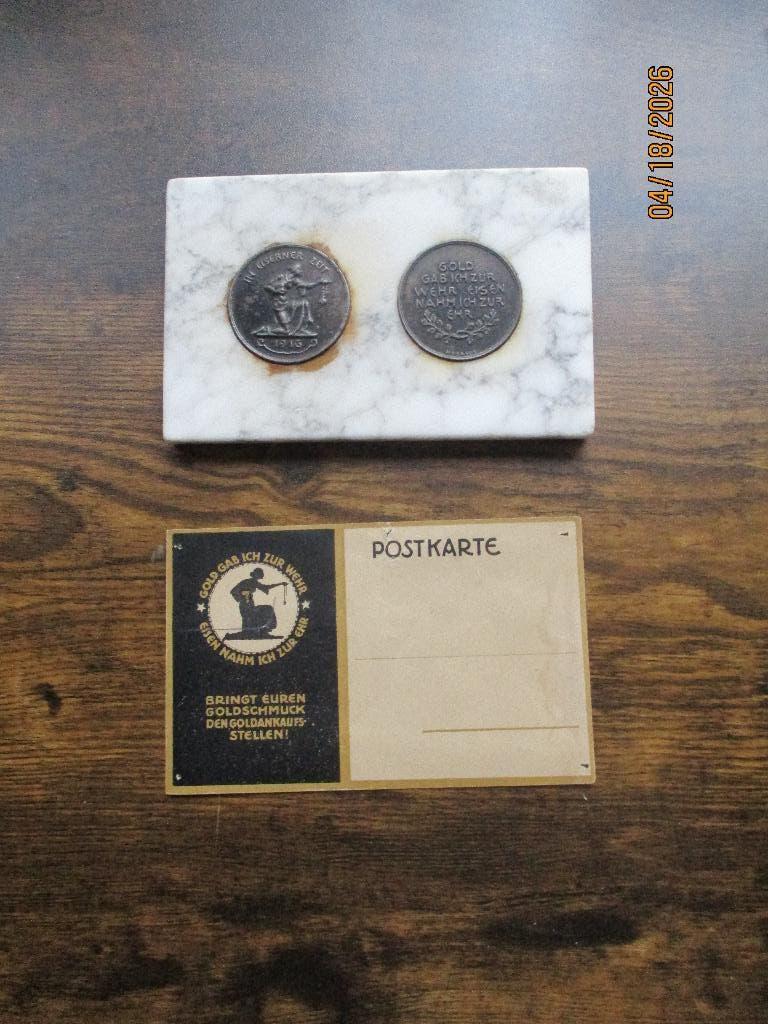 04/18/2026
IN EISERNER ZEIT
1916
GOLD
GAB ICH ZUR
WEHR EISEN
NAHM ICH ZUR
EHR
GOLD GAB ICH ZUR WEHR
EISEN NAHM ICH ZUR EHR
BRINGT EUREN
GOLDSCHMUCK
DEN GOLDANKAUFS-
STELLEN!
POSTKARTE